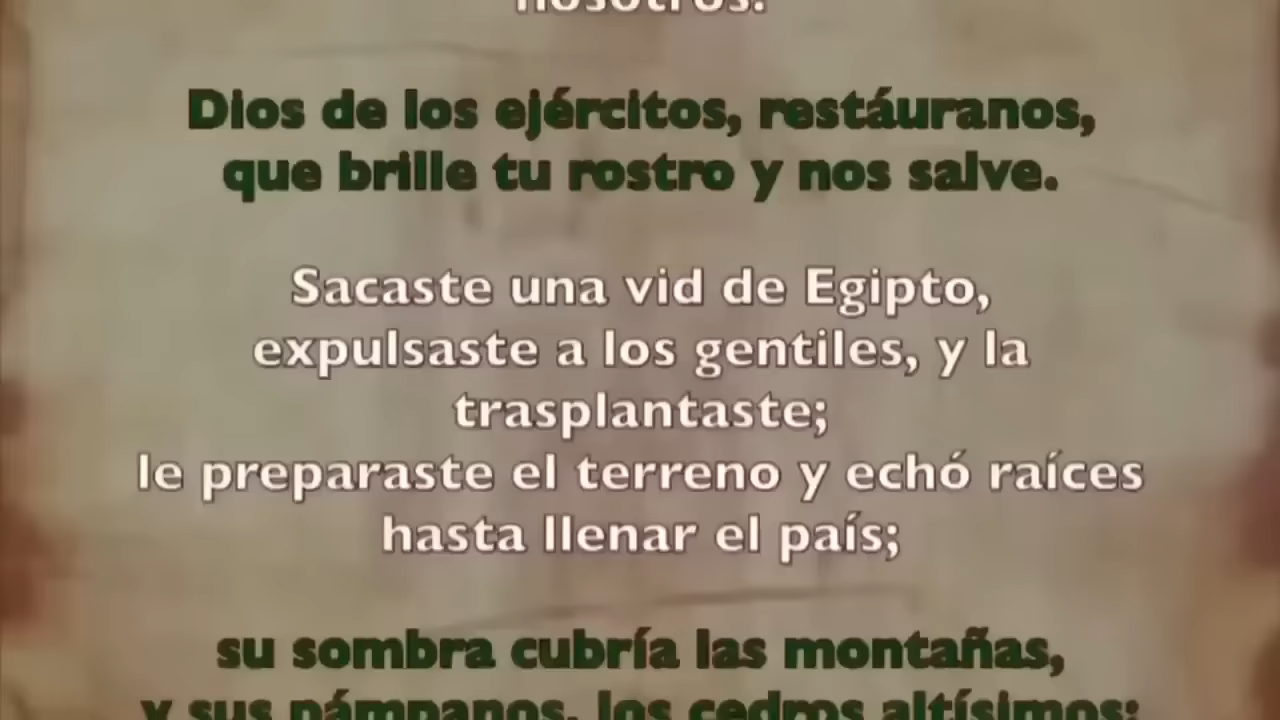 nosotros.
Dios de los ejércitos, restáuranos,
que brille tu rostro y nos salve.
Sacaste una vid de Egipto,
expulsaste a los gentiles, y la
trasplantaste;
le preparaste el terreno y echó raíces
hasta llenar el país;
su sombra cubría las montañas,
y sus pámpanos, los cedros altísimos;